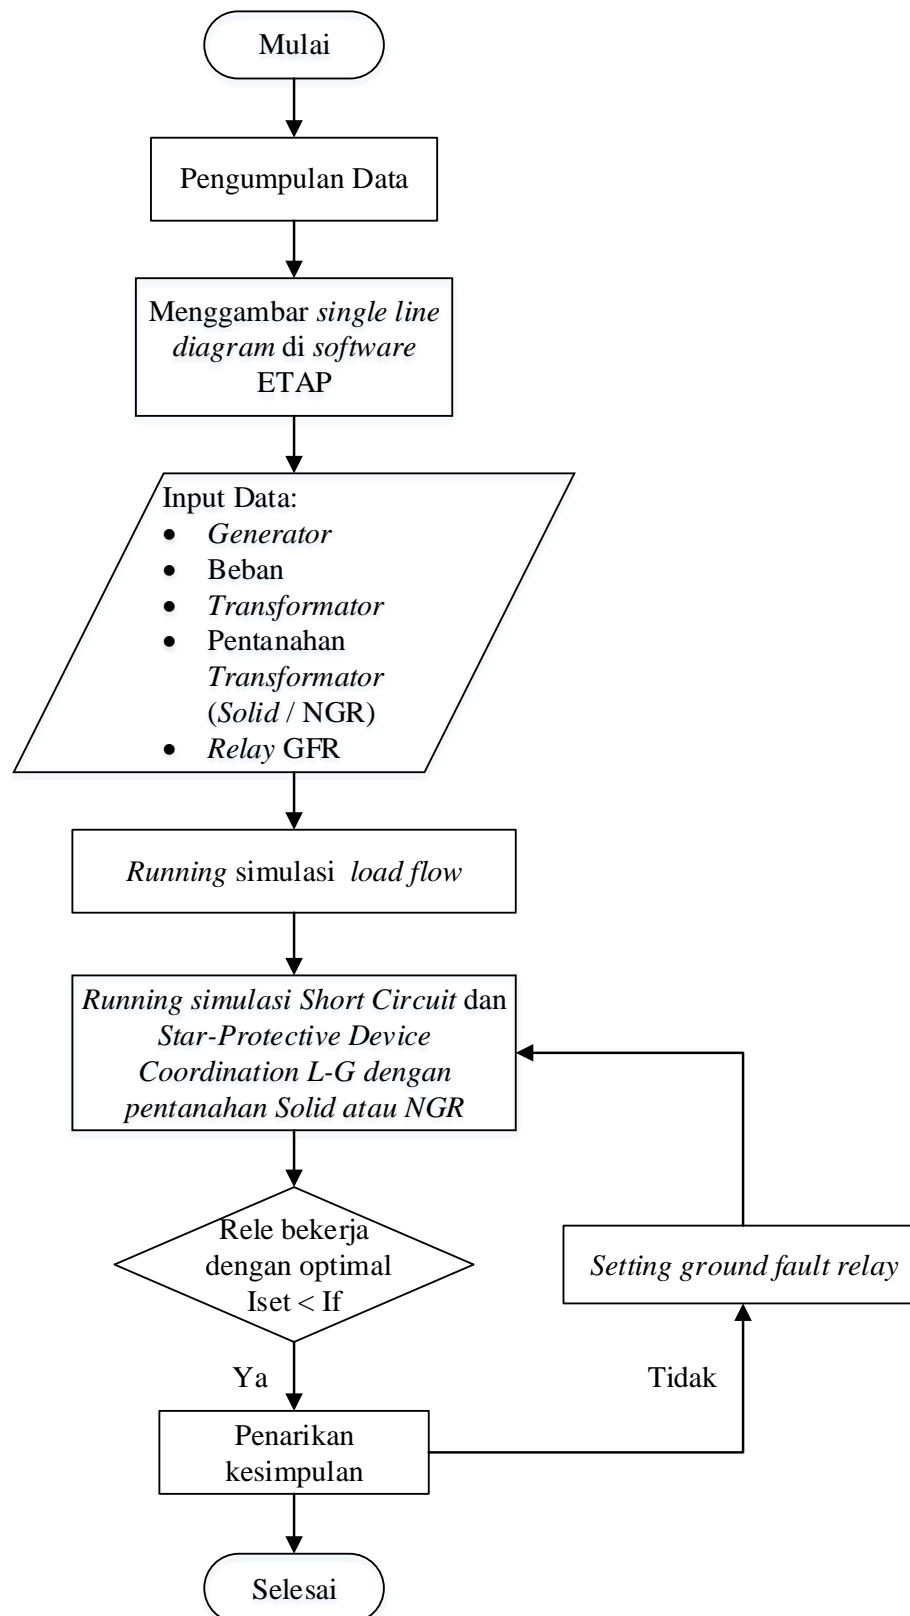 Mulai
Pengumpulan Data
Menggambar single line
diagram di software
ETAP
Input Data:
• Generator
• Beban
• Transformator
• Pentanahan
Transformator
(Solid / NGR)
• Relay GFR
Running simulasi load flow
Running simulasi Short Circuit dan
Star-Protective Device
Coordination L-G dengan
pentanahan Solid atau NGR
Rele bekerja
dengan optimal
Iset < If
Setting ground fault relay
Ya
Tidak
Penarikan
kesimpulan
Selesai